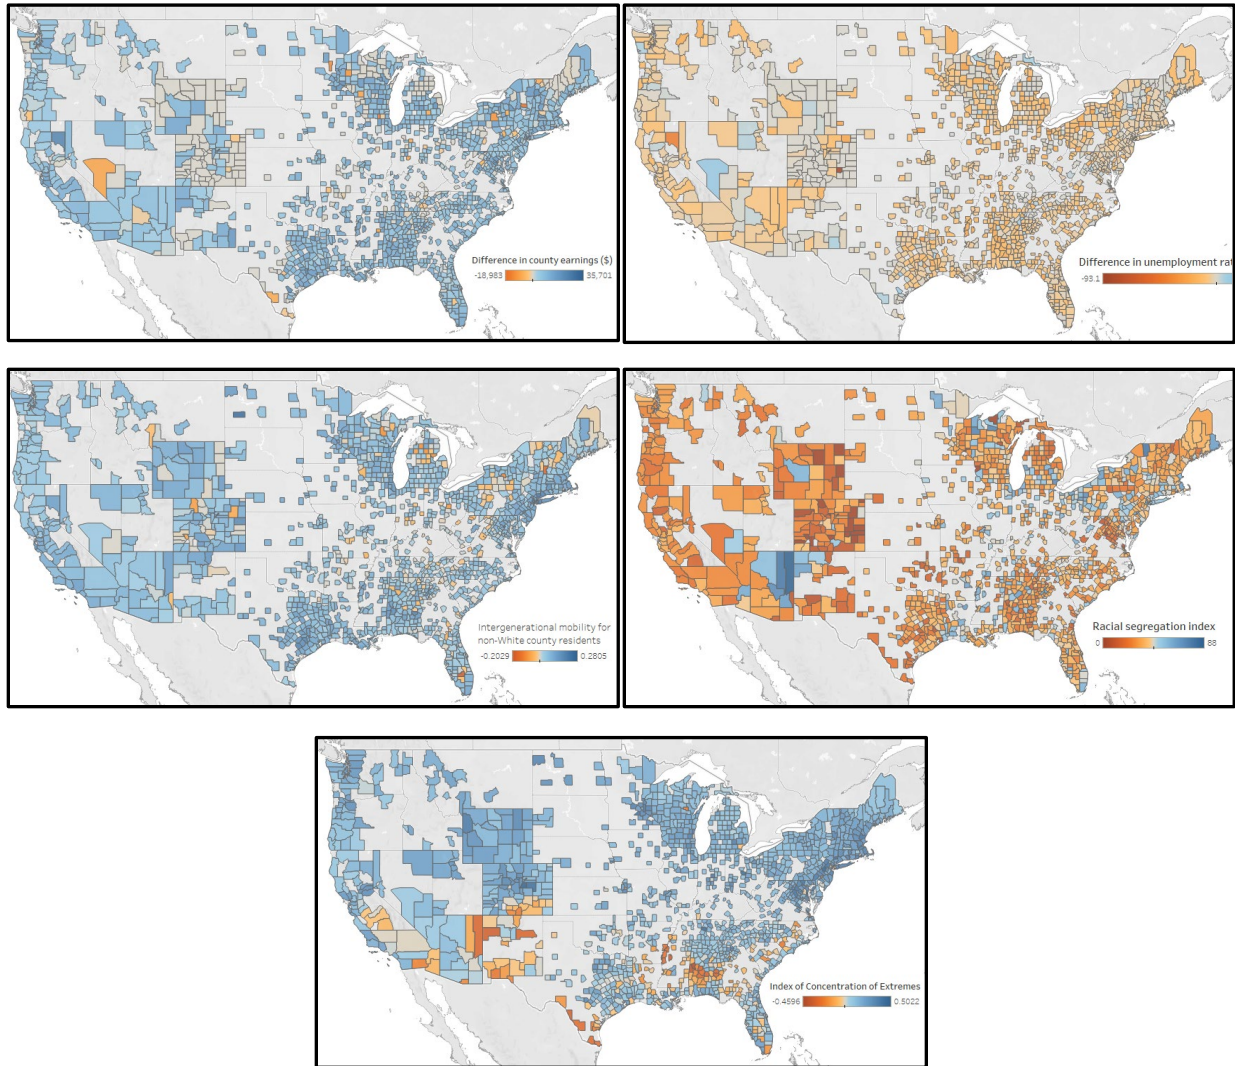 Difference in county earnings ($)
-18,983 35,701
Difference in unemployment rat
-93.1
Intergenerational mobility for
non-White county residents
-0.2029 0.2805
Racial segregation index
0 88
Index of Concentration of Extremes
-0.4596 0.5022